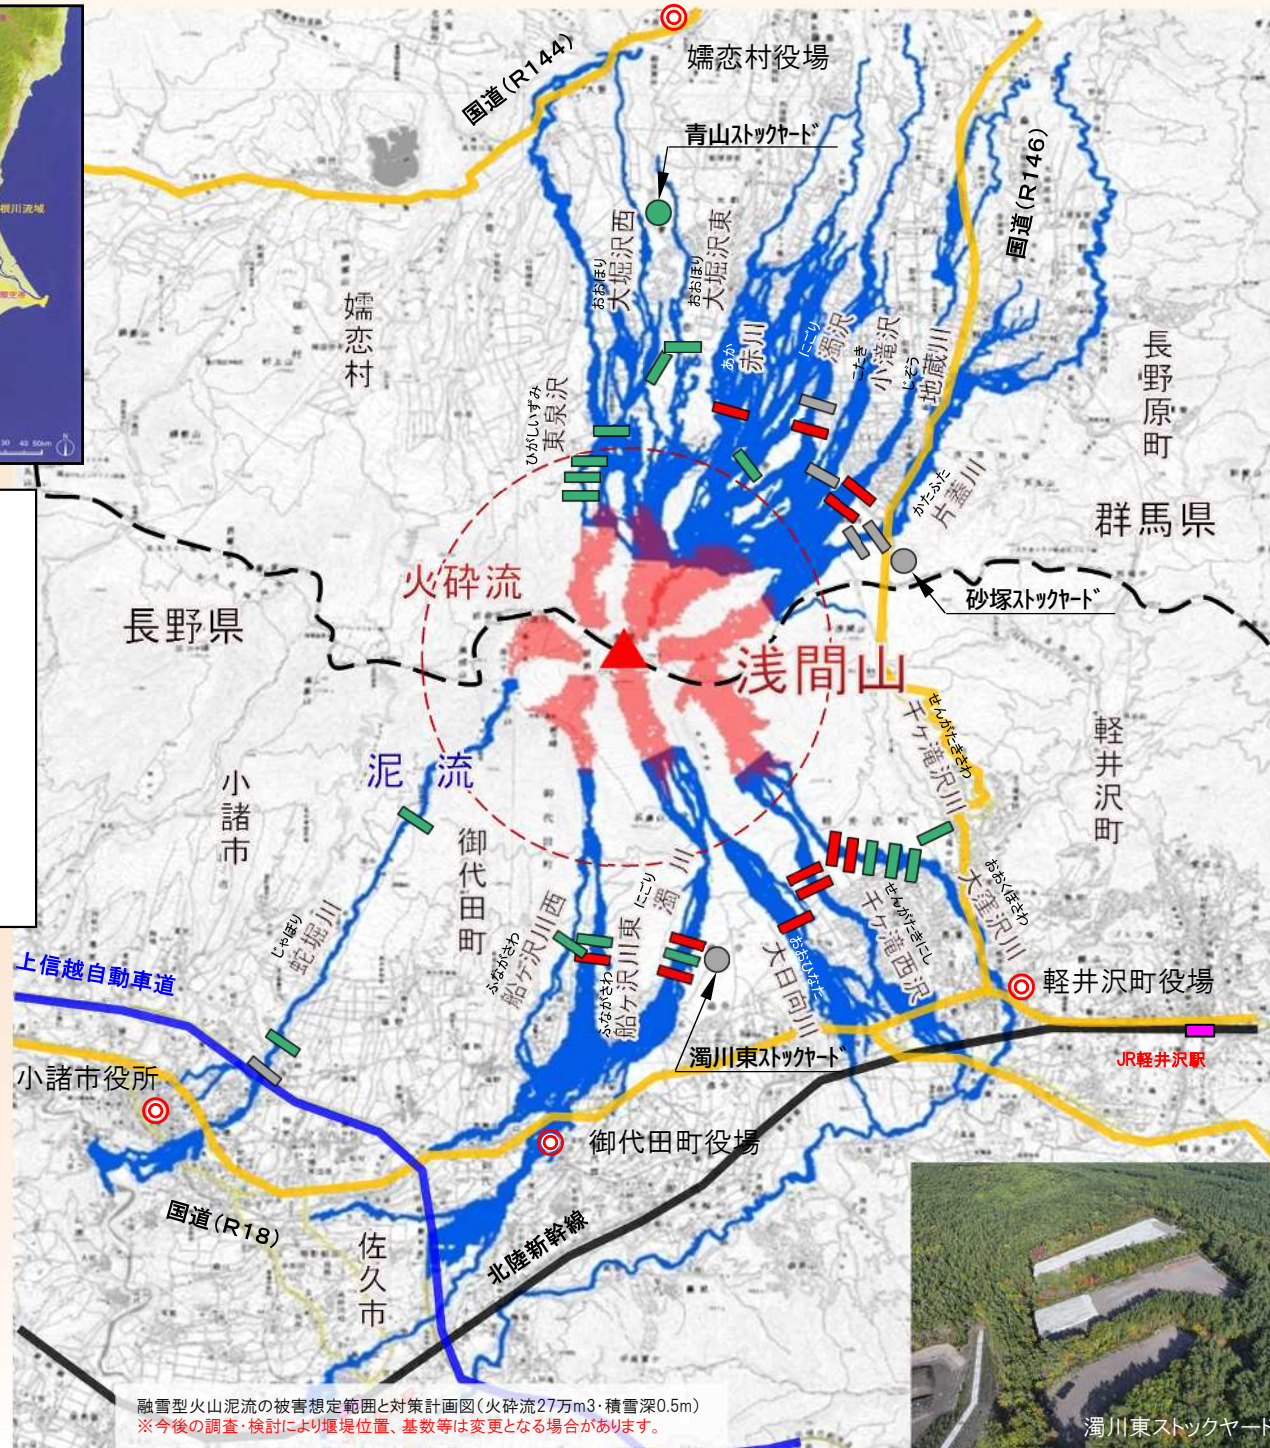 嬬恋村役場
国道(R144)
青山ストックヤード
国道(R146)
おおぼり
大堀沢西
おおぼり
大堀沢東
あか
赤川
にごり
濁沢
こたき
小滝沢
じぞう
地蔵川
嬬恋村
長野原町
ひがしいずみ
東泉沢
かたふた
片蓋川
群馬県
火砕流
砂塚ストックヤード
長野県
浅間山
せんがたきさわ
千ケ滝沢川
軽井沢町
泥流
小諸市
御代田町
じゃぼり
蛇堀川
ふながさわ
船ケ沢川西
ふながさわ
船ケ沢川東
にごり
濁川
おおひなた
大日向川
せんがたきにし
千ケ滝西沢
おおくぼさわ
大窪沢川
上信越自動車道
軽井沢町役場
濁川東ストックヤード
JR軽井沢駅
小諸市役所
御代田町役場
国道(R18)
佐久市
北陸新幹線
融雪型火山泥流の被害想定範囲と対策計画図(火砕流27万m3・積雪深0.5m)
※今後の調査・検討により堰堤位置、基数等は変更となる場合があります。
濁川東ストックヤード